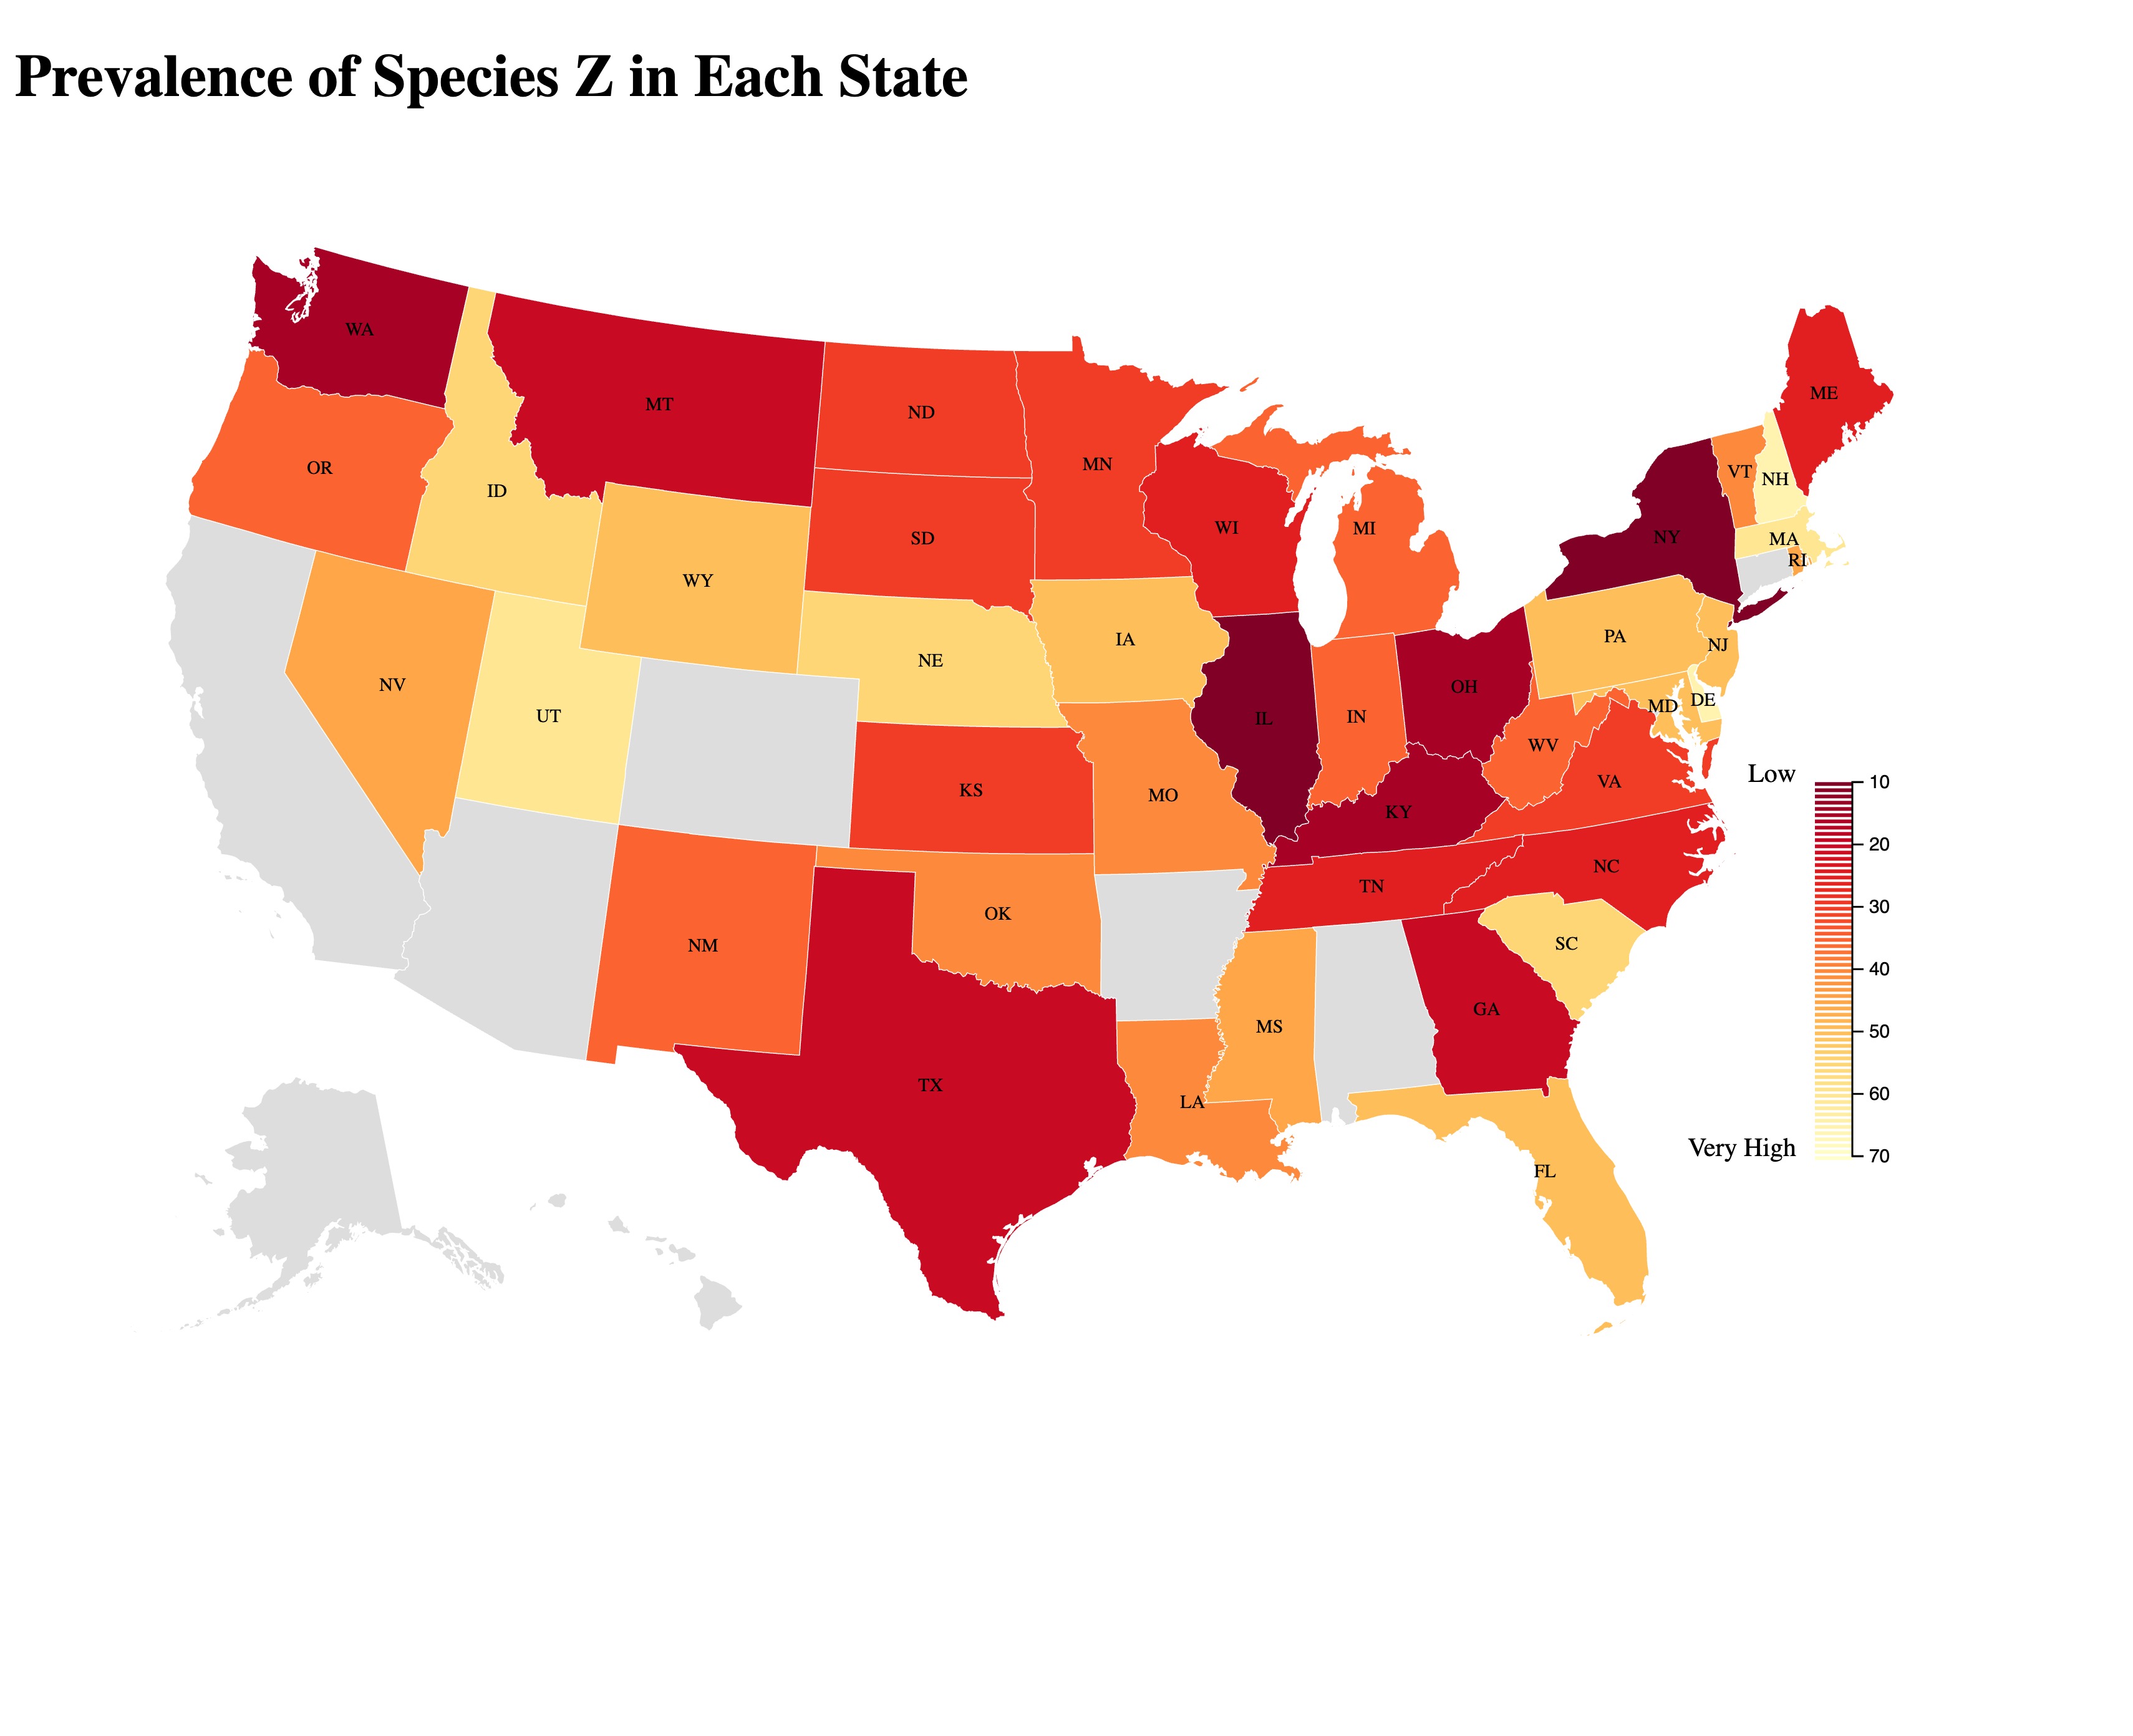 Prevalence of Species Z in Each State
WA
ME
MT
ND
MN
OR
VT
NH
ID
WI
MI
NY
SD
MA
RI
WY
PA
IA
NJ
NE
NV
OH
DE
MD
UT
IL
IN
WV
Low
10
VA
KS
MO
KY
20
NC
TN
30
OK
SC
NM
40
GA
MS
50
TX
60
LA
Very High
70
FL